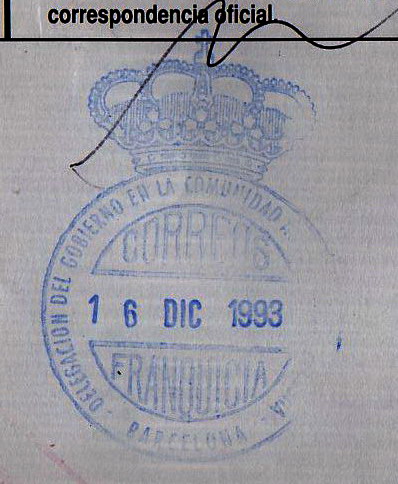 correspondencia oficial.
DELEGACION DEL GOBIERNO EN LA COMUNIDAD
CORREOS
16 DIC 1993
FRANQUICIA
BARCELONA